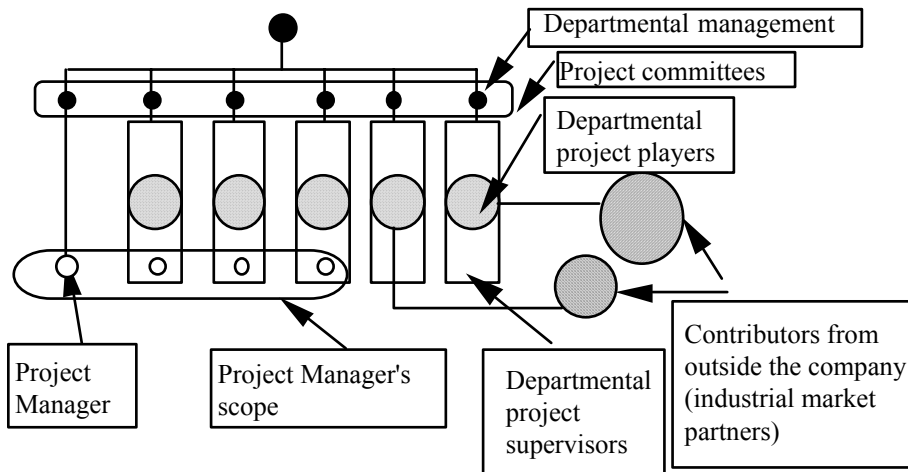 Departmental management
Project committees
Departmental
project players
Project
Manager
Project Manager's
scope
Departmental
project
supervisors
Contributors from
outside the company
(industrial market
partners)